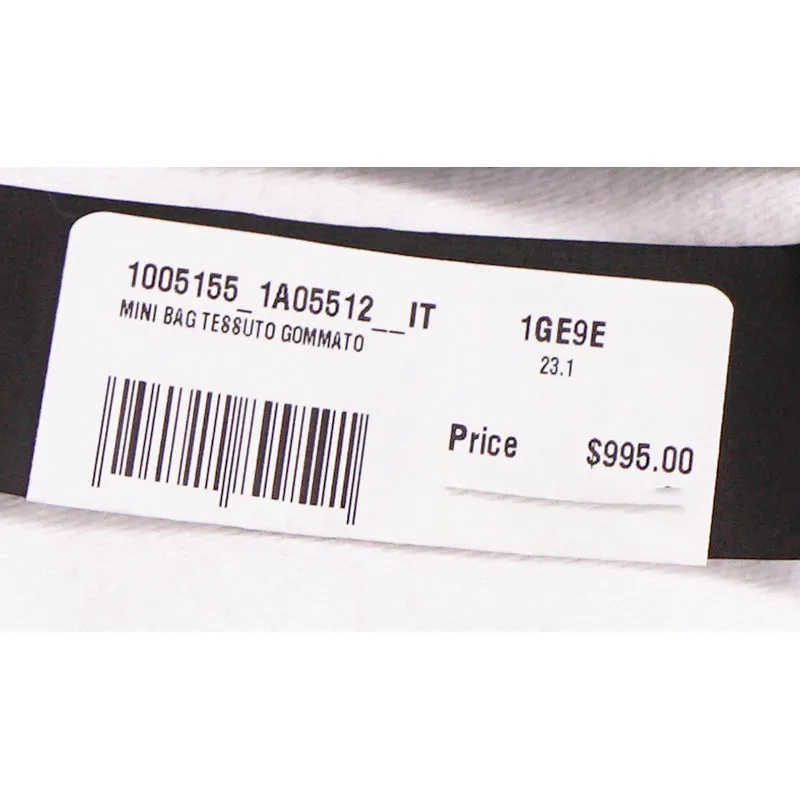 1005155_1A05512__IT
MINI BAG TESSUTO GOMMATO
1GE9E
23.1
Price $995.00